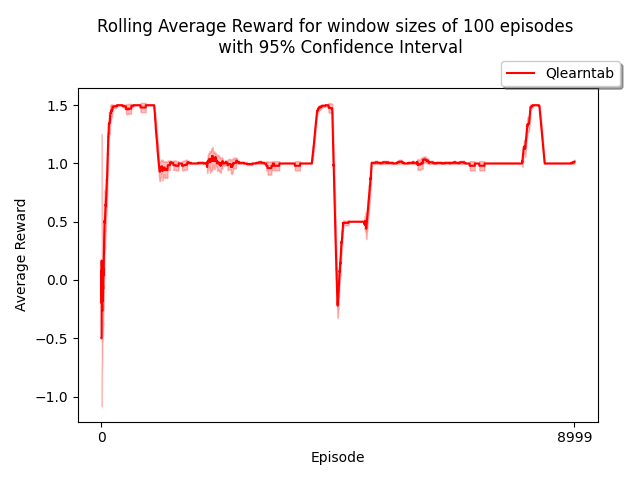 Rolling Average Reward for window sizes of 100 episodes
with 95% Confidence Interval
Qlearntab
1.5
1.0
0.5
0.0
−0.5
−1.0
Average Reward
0
8999
Episode